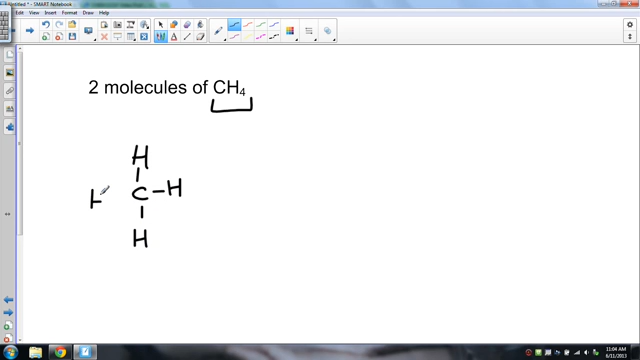 Untitled * - SMART Notebook
File Edit View Insert Format Tools Draw Help
2 molecules of CH₄
H
H C – H
H
11:04 AM
6/11/2013